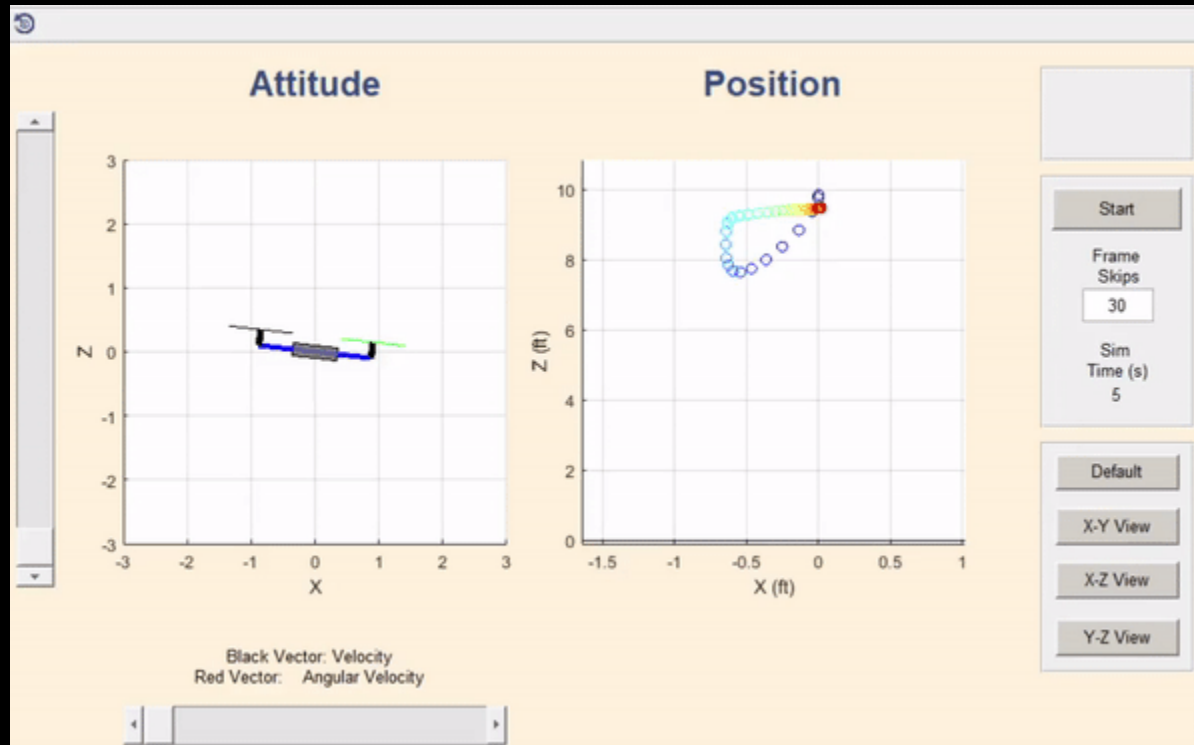 Attitude
Position
3
2
1
0
-1
-2
-3
Z
-3
-2
-1
0
1
2
3
X
10
8
6
4
2
0
Z (ft)
-1.5
-1
-0.5
0
0.5
1
X (ft)
Start
Frame
Skips
30
Sim
Time (s)
5
Default
X-Y View
X-Z View
Y-Z View
Black Vector: Velocity
Red Vector: Angular Velocity